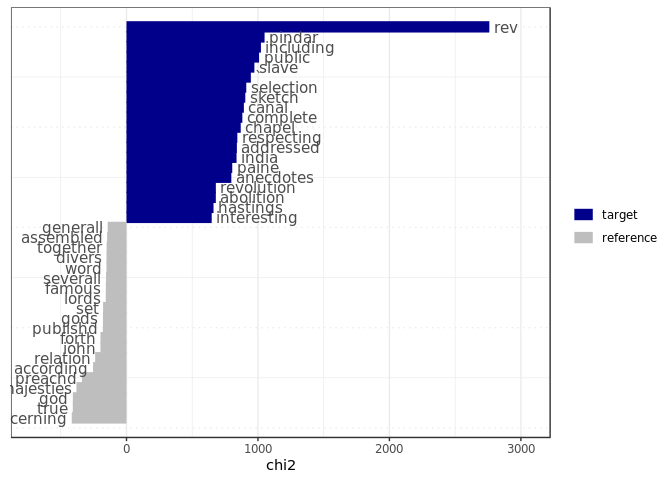 rev
pindar
including
public
slave
selection
sketch
canal
complete
chapel
respecting
addressed
india
paine
anecdotes
revolution
abolition
hastings
interesting
generall
assembled
together
divers
word
severall
famous
lords
set
gods
publishd
forth
john
relation
according
preachd
majesties
god
true
cerning
target
reference
0 1000 2000 3000
chi2